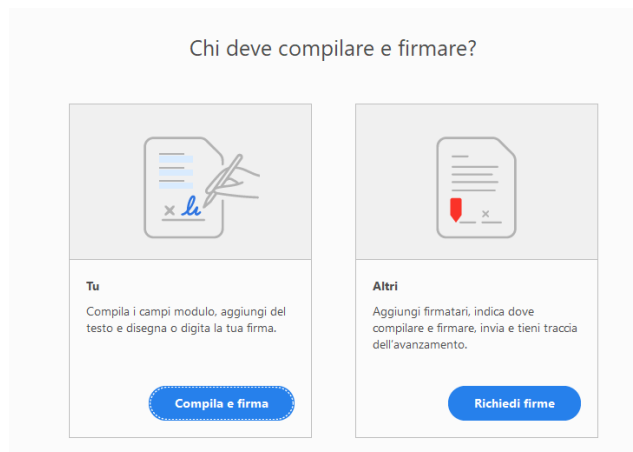 Chi deve compilare e firmare?
Tu
Compila i campi modulo, aggiungi del
testo e disegna o digita la tua firma.
Compila e firma
Altri
Aggiungi firmatari, indica dove
compilare e firmare, invia e tieni traccia
dell'avanzamento.
Richiedi firme